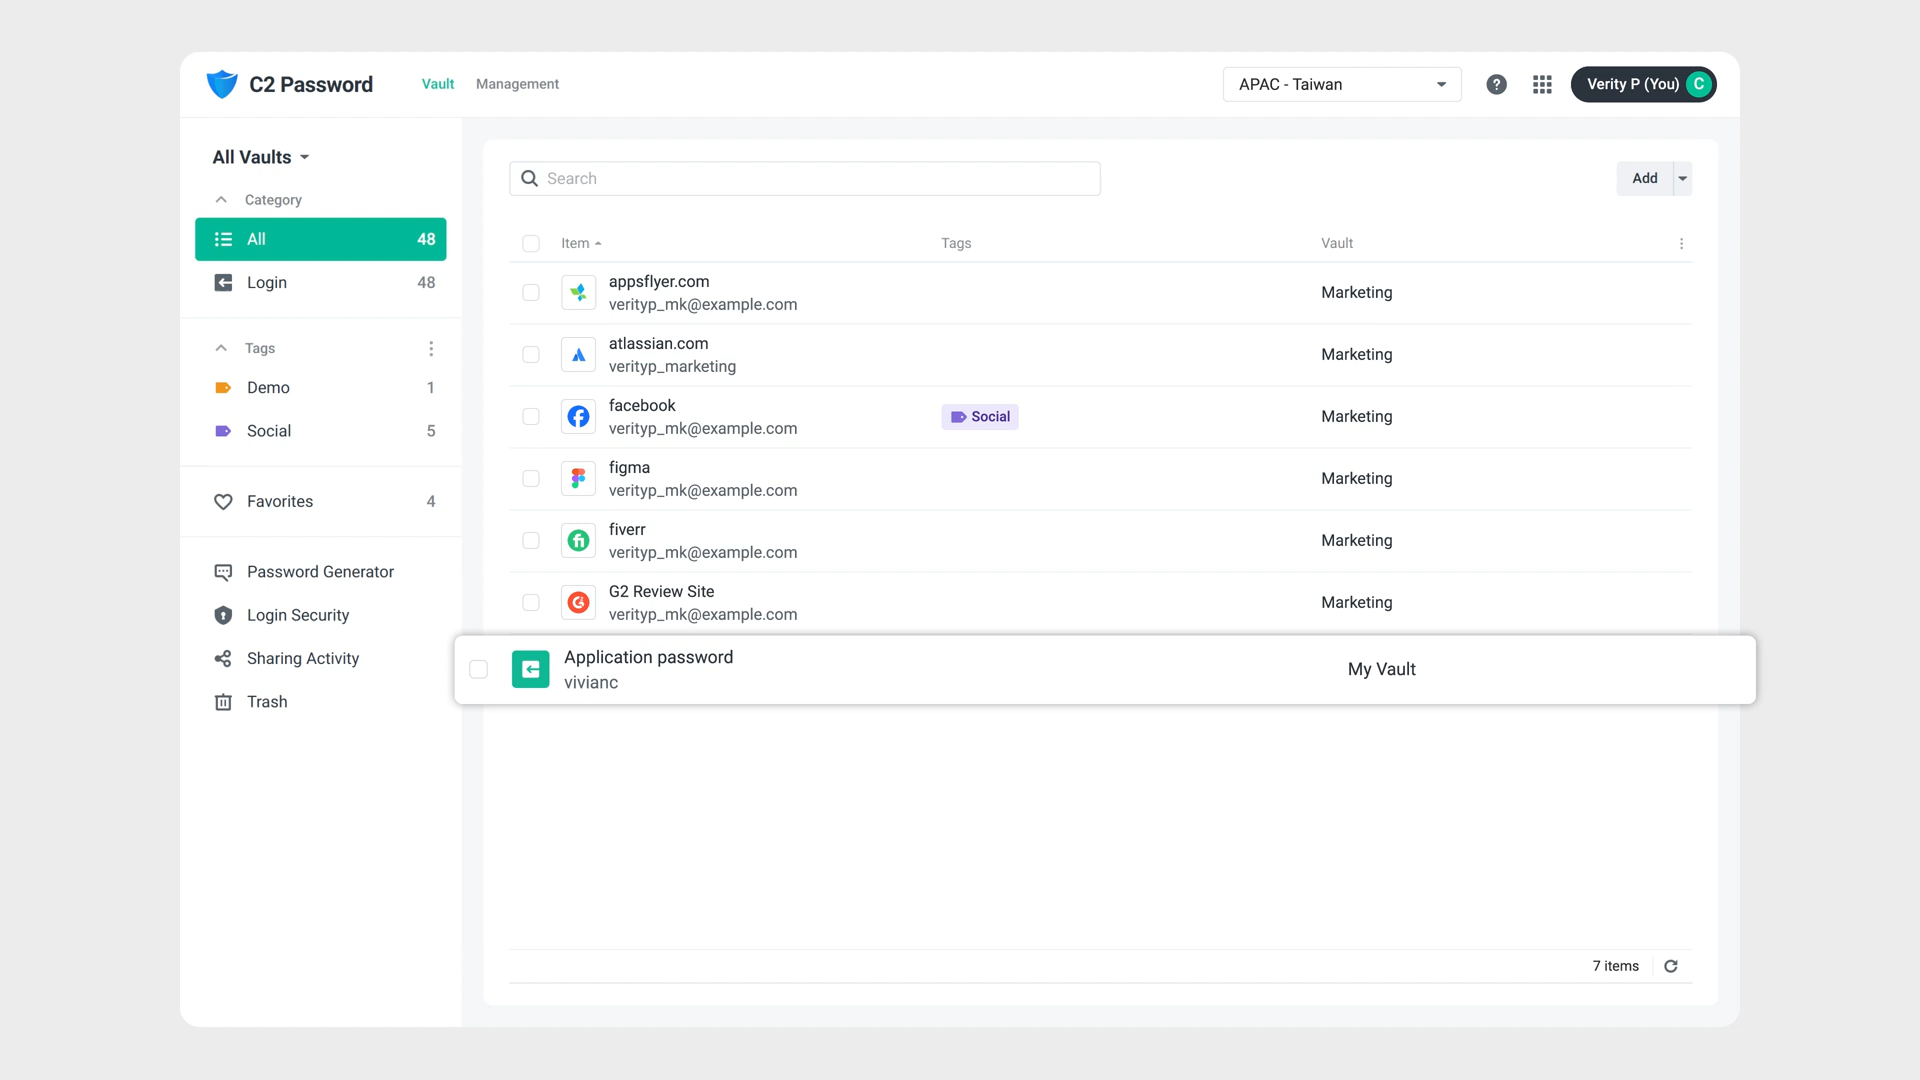 C2 Password
Vault
Management
APAC - Taiwan
?
Verity P (You)
C
All Vaults
Category
All
48
Login
48
Tags
Demo
1
Social
5
Favorites
4
Password Generator
Login Security
Sharing Activity
Trash
Search
Add
Item
Tags
Vault
appsflyer.com
verityp_mk@example.com
Marketing
atlassian.com
verityp_marketing
Marketing
facebook
verityp_mk@example.com
Social
Marketing
figma
verityp_mk@example.com
Marketing
fiverr
verityp_mk@example.com
Marketing
G2 Review Site
verityp_mk@example.com
Marketing
Application password
vivianc
My Vault
7 items